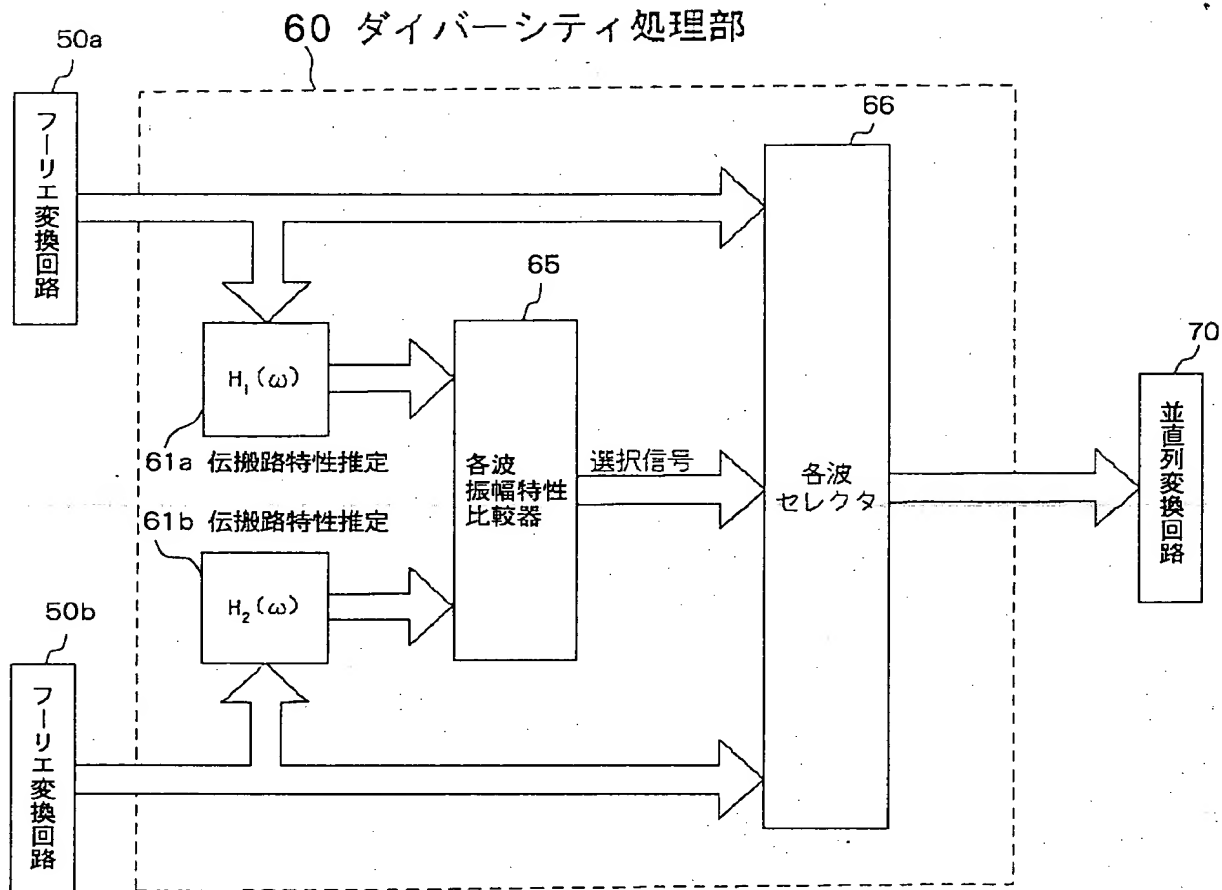 60 ダイバーシティ処理部
50a
フーリエ変換回路
66
65
H₁(ω)
61a 伝搬路特性推定
各波
振幅特性
比較器
選択信号
各波
セレクタ
70
並直列変換回路
61b 伝搬路特性推定
H₂(ω)
50b
フーリエ変換回路